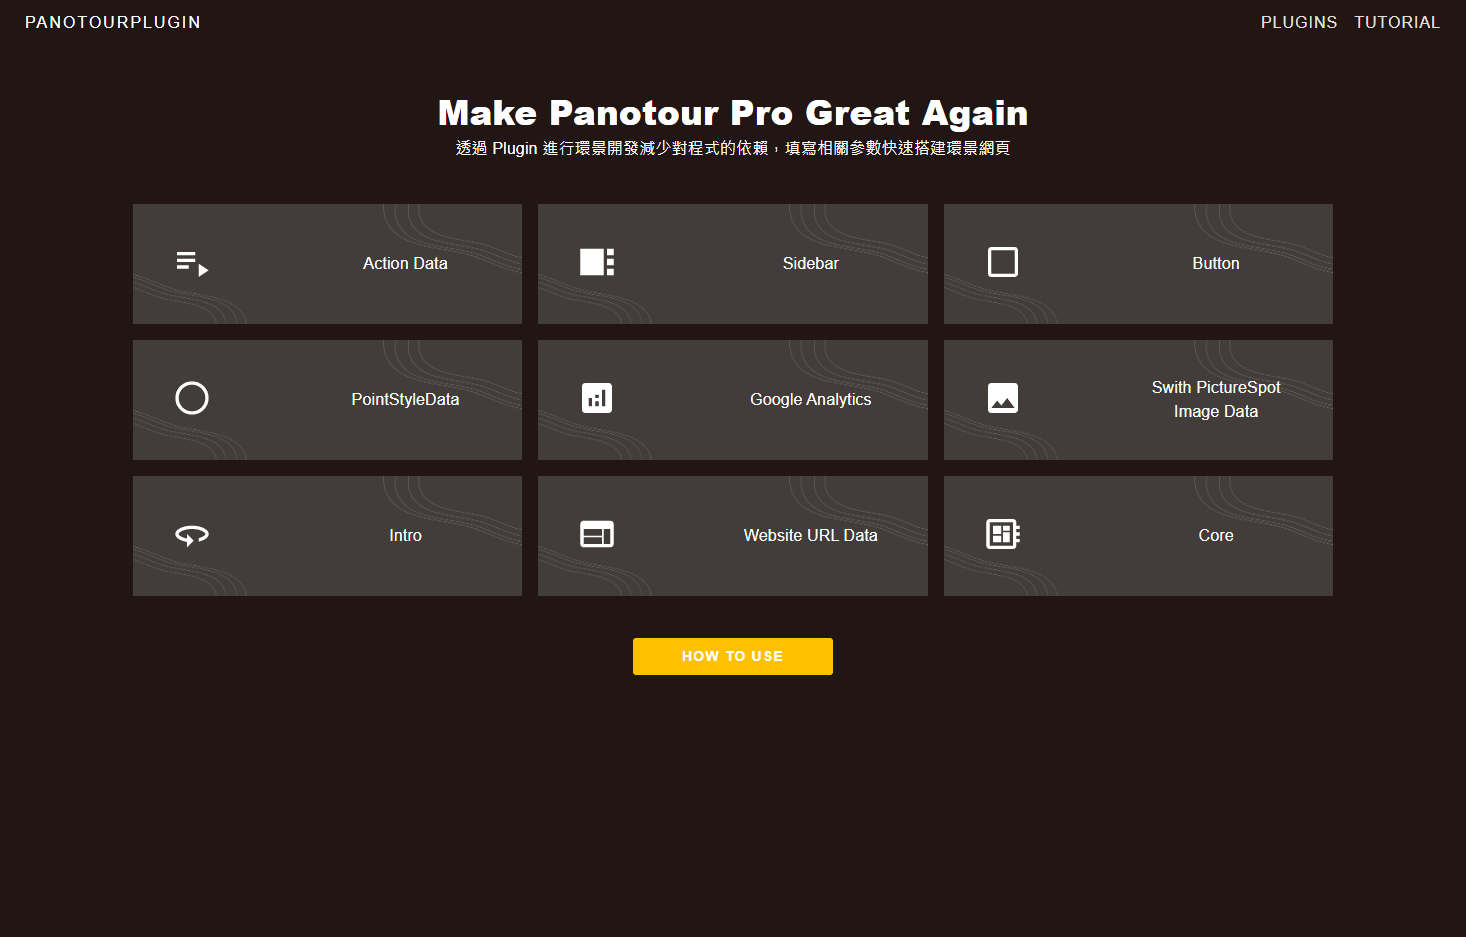 PANOTOURPLUGIN
PLUGINS TUTORIAL
Make Panotour Pro Great Again
透過 Plugin 進行環景開發減少對程式的依賴，填寫相關參數快速搭建環景網頁
Action Data
Sidebar
Button
PointStyleData
Google Analytics
Swith PictureSpot
Image Data
Intro
Website URL Data
Core
HOW TO USE